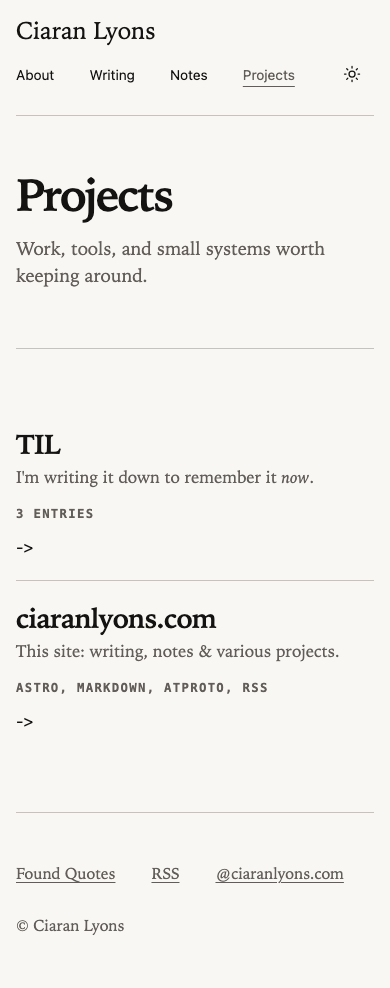 Ciaran Lyons
About Writing Notes Projects
Projects
Work, tools, and small systems worth
keeping around.
TIL
I'm writing it down to remember it now.
3 ENTRIES
->
ciaranlyons.com
This site: writing, notes & various projects.
ASTRO, MARKDOWN, ATPROTO, RSS
->
Found Quotes RSS @ciaranlyons.com
© Ciaran Lyons